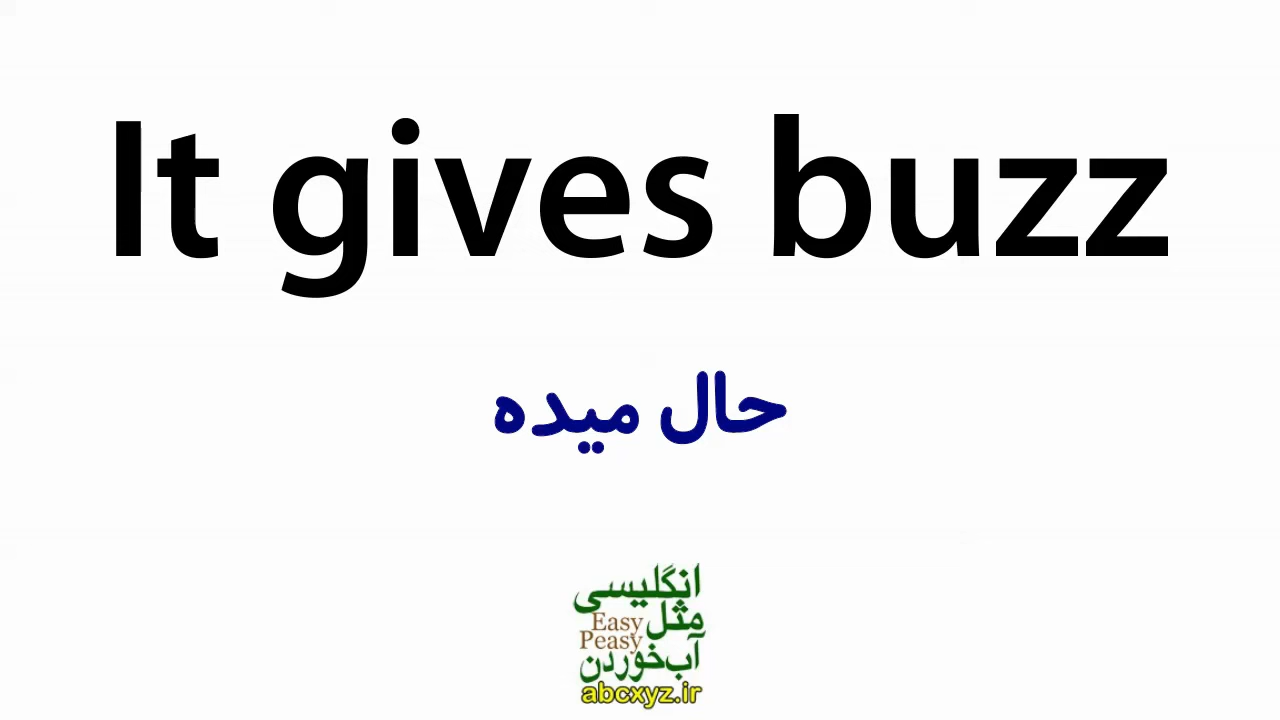 It gives buzz
حال میده
انگلیسی
مثل
Easy
Peasy
آب‌خوردن
abcxyz.ir